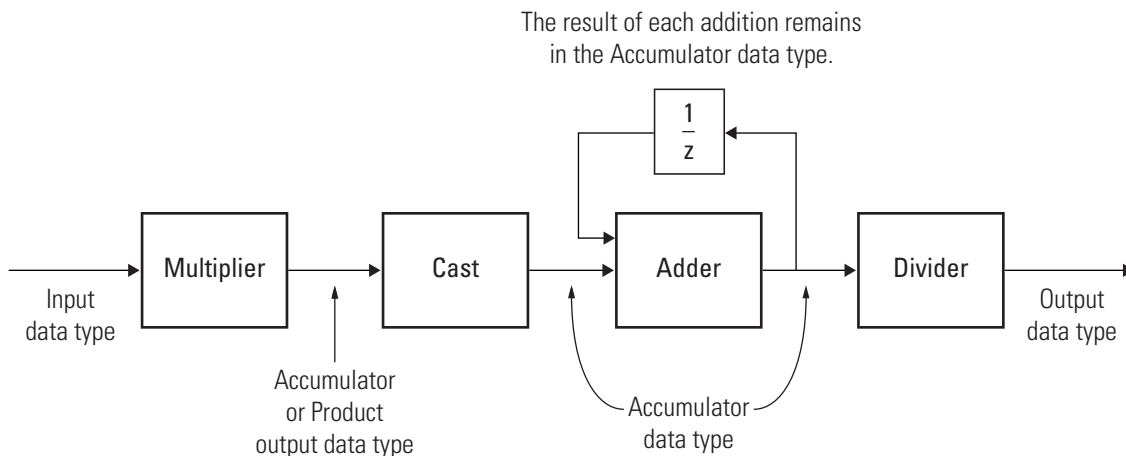 The result of each addition remains
in the Accumulator data type.
1
z
Multiplier
Cast
Adder
Divider
Input
data type
Accumulator
or Product
output data type
Accumulator
data type
Output
data type